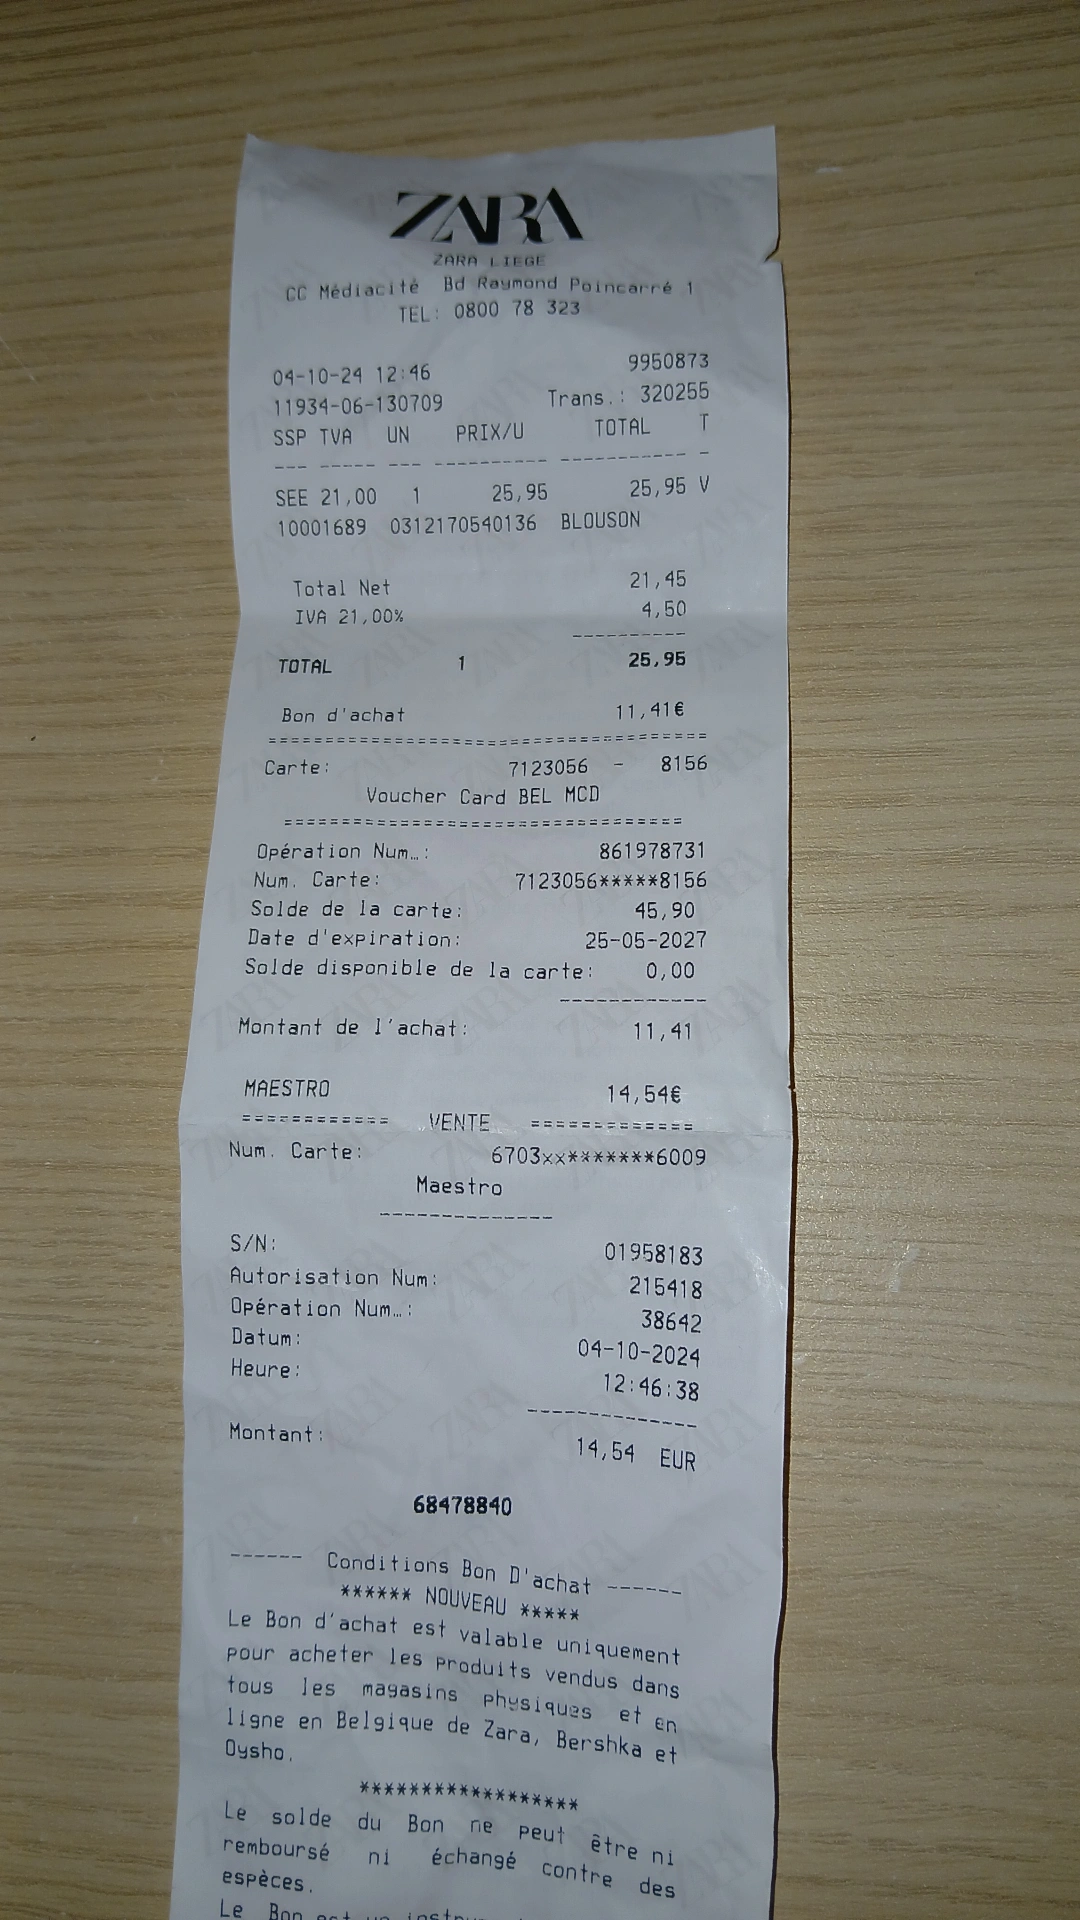 ZARA
ZARA LIEGE
CC Médiacité Bd Raymond Poincarré 1
TEL: 0800 78 323
04-10-24 12:46 9950873
11934-06-130709 Trans.: 320255
SSP TVA UN PRIX/U TOTAL T
--- ----- --- ---------- ----------- -
SEE 21,00 1 25,95 25,95 V
10001689 0312170540136 BLOUSON
Total Net 21,45
IVA 21,00% 4,50
----------
TOTAL 1 25,95
Bon d'achat 11,41€
======================================
Carte: 7123056 - 8156
Voucher Card BEL MCD
==================================
Opération Num…: 861978731
Num. Carte: 7123056*****8156
Solde de la carte: 45,90
Date d'expiration: 25-05-2027
Solde disponible de la carte: 0,00
-------------
Montant de l'achat: 11,41
MAESTRO 14,54€
============ VENTE =============
Num. Carte: 6703xx*******6009
Maestro
--------------
S/N: 01958183
Autorisation Num: 215418
Opération Num…: 38642
Datum: 04-10-2024
Heure: 12:46:38
--------------
Montant: 14,54 EUR
68478840
------ Conditions Bon D'achat ------
****** NOUVEAU *****
Le Bon d'achat est valable uniquement
pour acheter les produits vendus dans
tous les magasins physiques et en
ligne en Belgique de Zara, Bershka et
Oysho.
******************
Le solde du Bon ne peut être ni
remboursé ni échangé contre des
espèces.
Le Bon est un